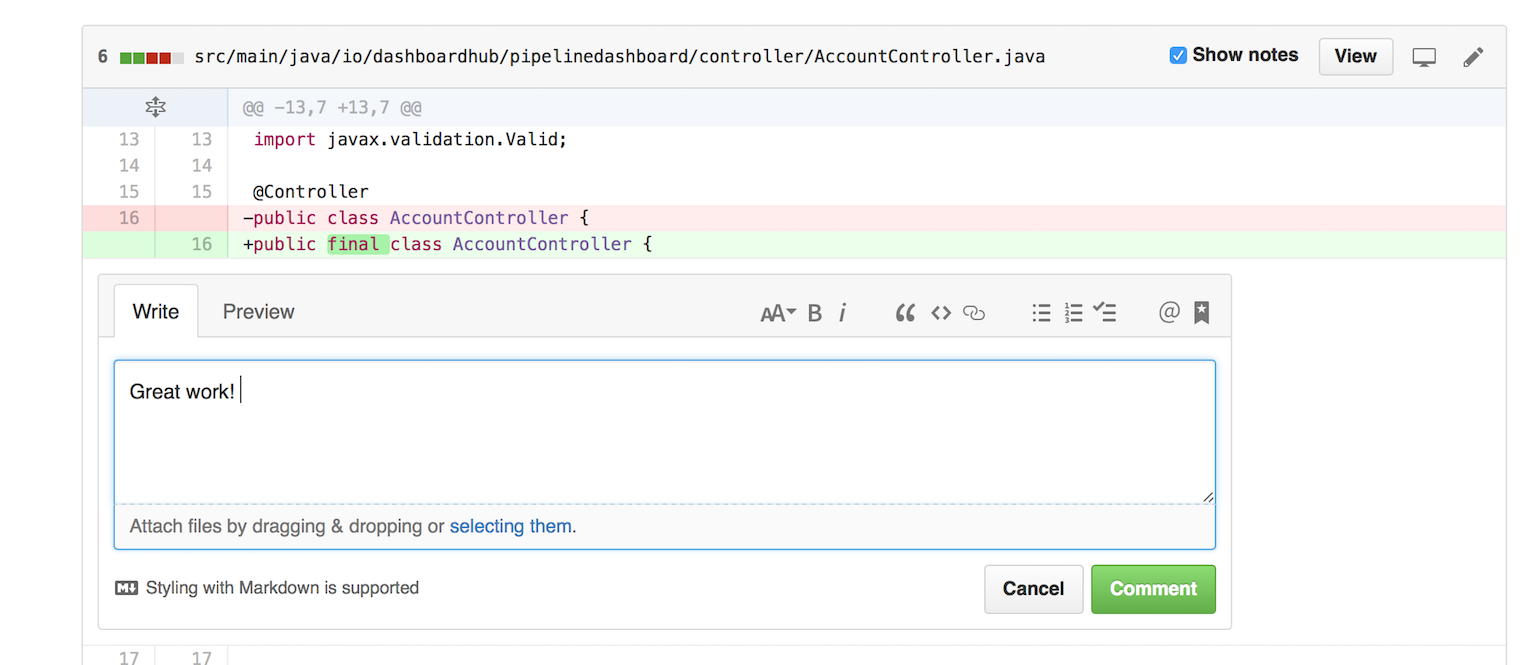 6 src/main/java/io/dashboardhub/pipelinedashboard/controller/AccountController.java Show notes View
@@ -13,7 +13,7 @@
13 13 import javax.validation.Valid;
14 14
15 15 @Controller
16 -public class AccountController {
16 +public final class AccountController {
Write Preview AA B i @
Great work!
Attach files by dragging & dropping or selecting them.
Styling with Markdown is supported Cancel Comment
17 17